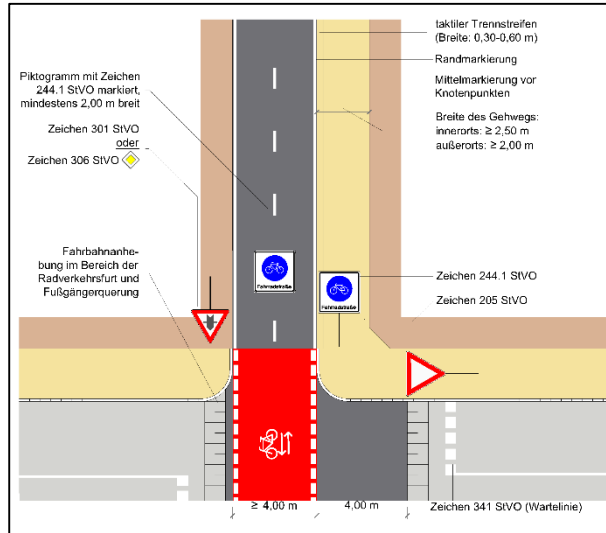 taktiler Trennstreifen
(Breite: 0,30-0,60 m)
Randmarkierung
Mittelmarkierung vor
Knotenpunkten
Breite des Gehwegs:
innerorts: ≥ 2,50 m
außerorts: ≥ 2,00 m
Piktogramm mit Zeichen
244.1 StVO markiert,
mindestens 2,00 m breit
Zeichen 301 StVO
oder
Zeichen 306 StVO
Fahrbahnanhe-
bung im Bereich der
Radverkehrsfurt und
Fußgängerquerung
Fahrradstraße
Fahrradstraße
Zeichen 244.1 StVO
Zeichen 205 StVO
≥ 4,00 m
4,00 m
Zeichen 341 StVO (Wartelinie)